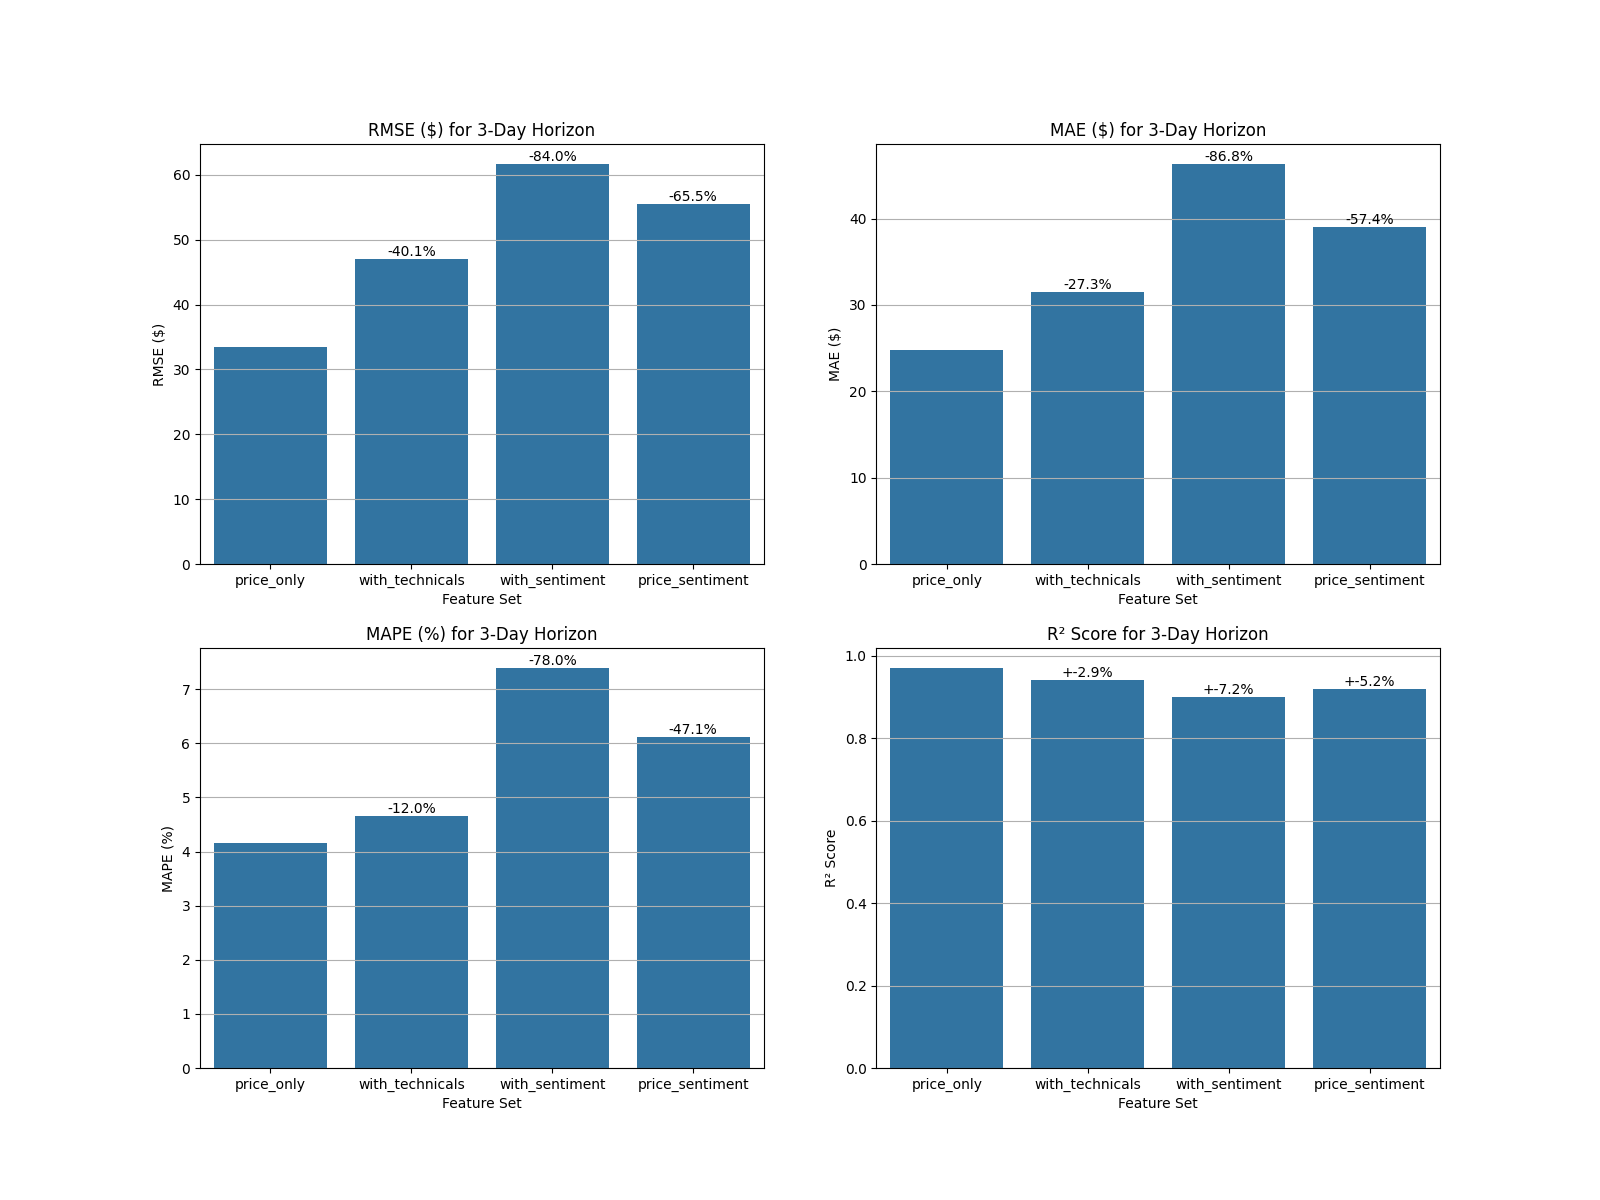 RMSE ($) for 3-Day Horizon
RMSE ($)
60
50
40
30
20
10
0
-40.1%
-84.0%
-65.5%
price_only with_technicals with_sentiment price_sentiment
Feature Set
MAE ($) for 3-Day Horizon
MAE ($)
40
30
20
10
0
-27.3%
-86.8%
-57.4%
price_only with_technicals with_sentiment price_sentiment
Feature Set
MAPE (%) for 3-Day Horizon
MAPE (%)
7
6
5
4
3
2
1
0
-12.0%
-78.0%
-47.1%
price_only with_technicals with_sentiment price_sentiment
Feature Set
R² Score for 3-Day Horizon
R² Score
1.0
0.8
0.6
0.4
0.2
0.0
+-2.9%
+-7.2%
+-5.2%
price_only with_technicals with_sentiment price_sentiment
Feature Set